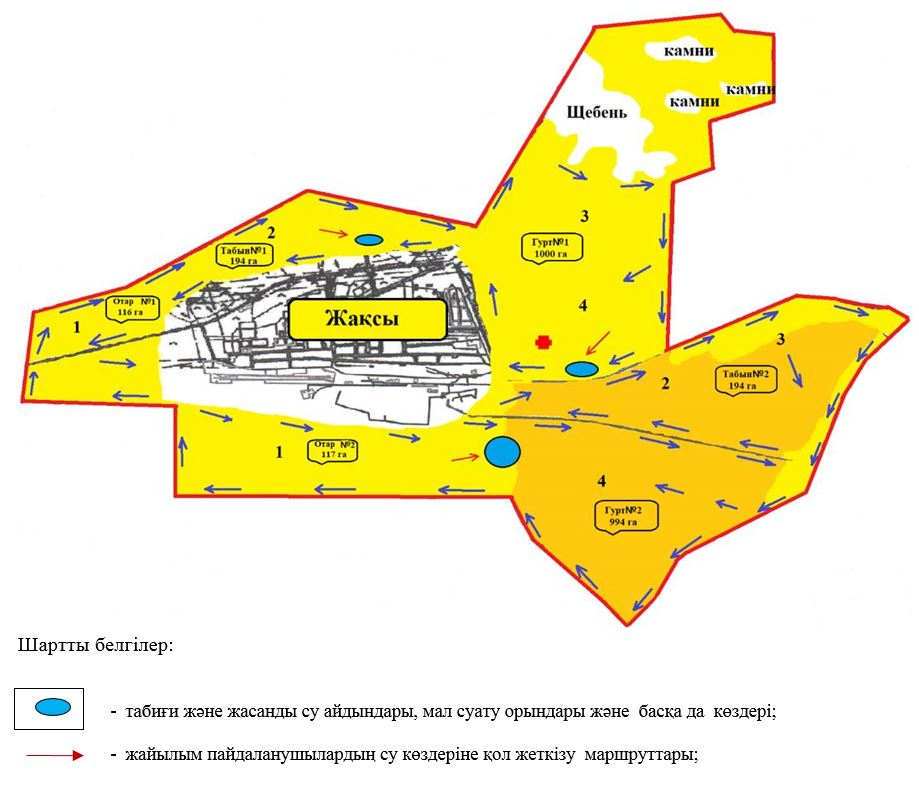 камни
камни
камни
Щебень
3
2
Гурт№1
1000 га
Табын№1
194 га
Отар №1
116 га
4
Жақсы
1
3
2
Табын№2
194 га
1
Отар №2
117 га
4
Гурт№2
994 га
Шартты белгілер:
- табиғи және жасанды су айдындары, мал суату орындары және басқа да көздері;
- жайылым пайдаланушылардың су көздеріне қол жеткізу маршруттары;